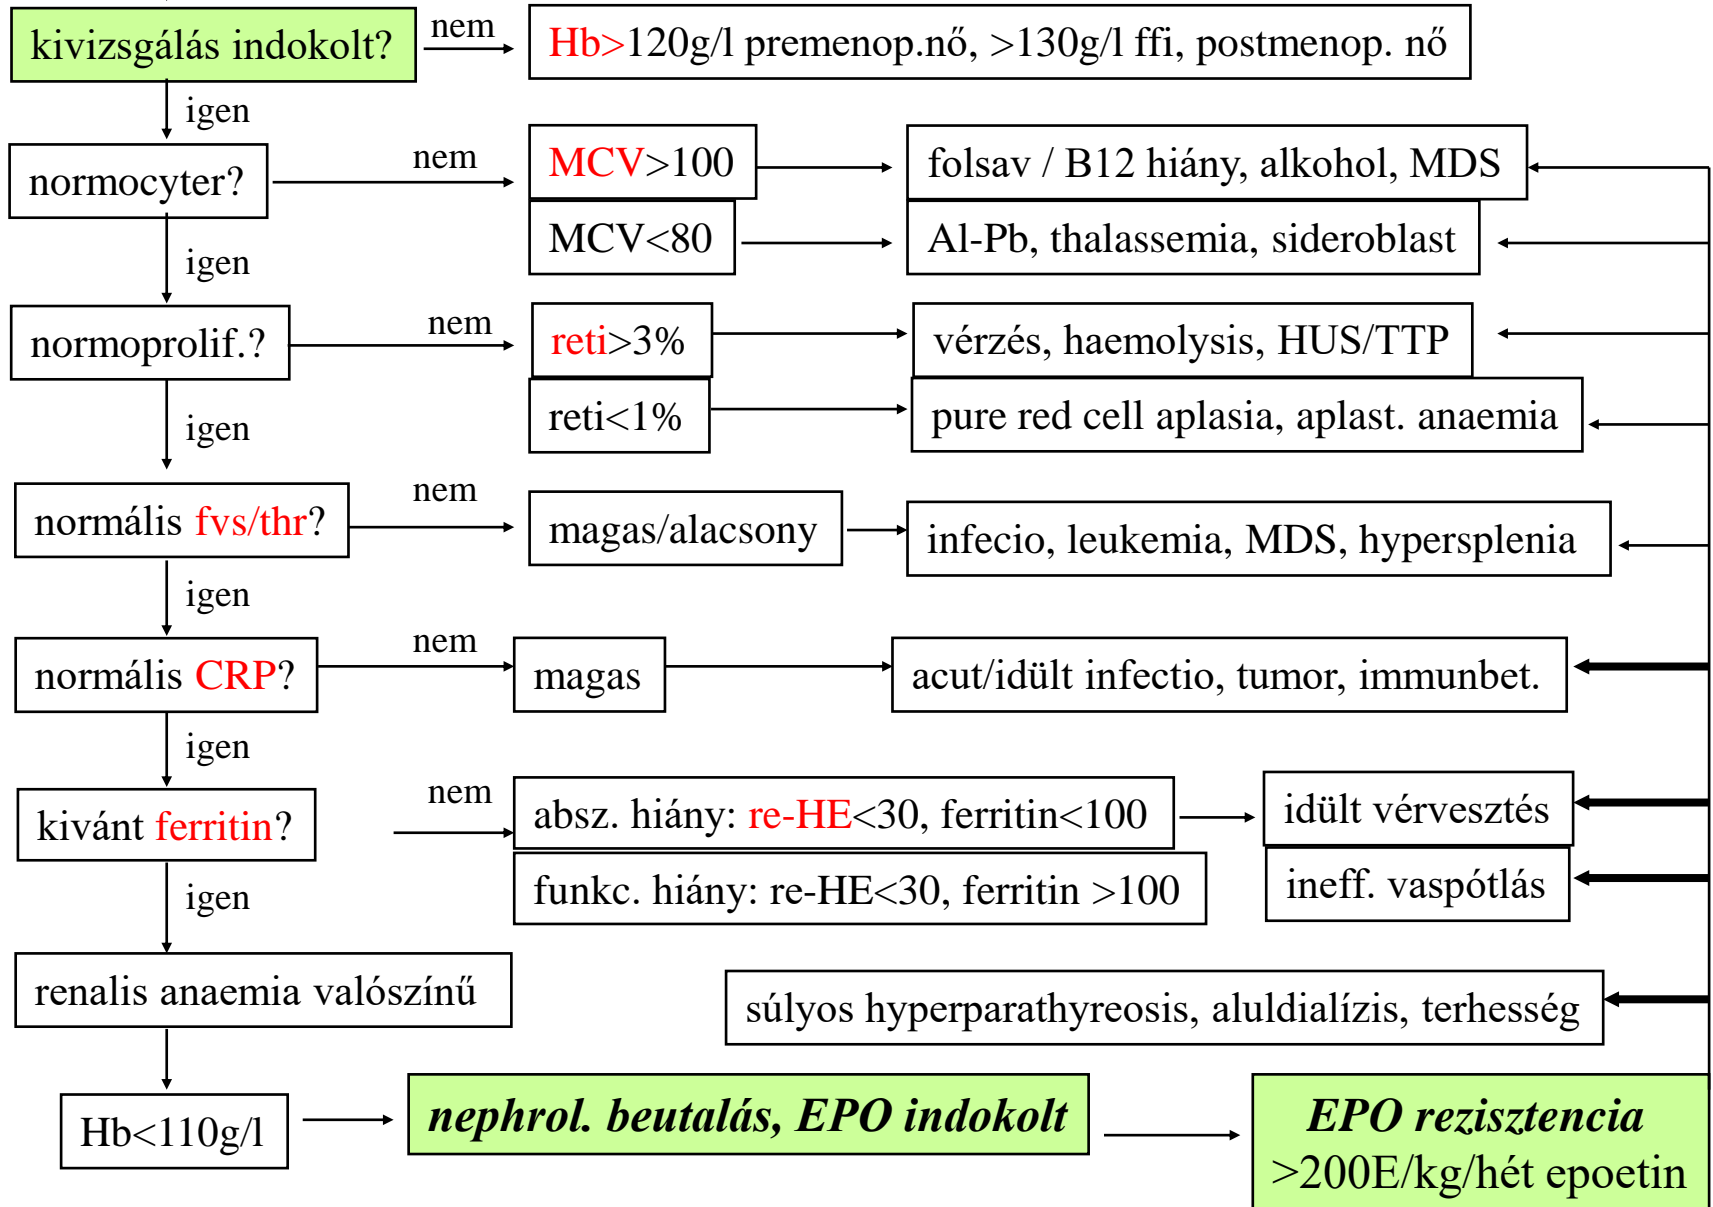 kivizsgálás indokolt?
nem
Hb>120g/l premenop.nő, >130g/l ffi, postmenop. nő
igen
normocyter?
nem
MCV>100
folsav / B12 hiány, alkohol, MDS
MCV<80
Al-Pb, thalassemia, sideroblast
igen
normoprolif.?
nem
reti>3%
vérzés, haemolysis, HUS/TTP
reti<1%
pure red cell aplasia, aplast. anaemia
igen
normális fvs/thr?
nem
magas/alacsony
infecio, leukemia, MDS, hypersplenia
igen
normális CRP?
nem
magas
acut/idült infectio, tumor, immunbet.
igen
kivánt ferritin?
nem
absz. hiány: re-HE<30, ferritin<100
idült vérvesztés
funkc. hiány: re-HE<30, ferritin >100
ineff. vaspótlás
igen
renalis anaemia valószínű
súlyos hyperparathyreosis, aluldialízis, terhesség
Hb<110g/l
nephrol. beutalás, EPO indokolt
EPO rezisztencia
>200E/kg/hét epoetin